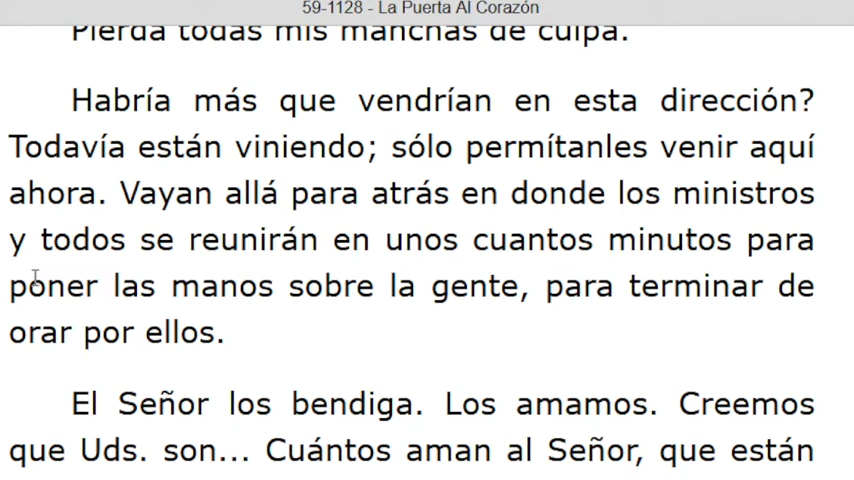 59-1128 - La Puerta Al Corazón
Pierda todas mis manchas de culpa.
Habría más que vendrían en esta dirección?
Todavía están viniendo; sólo permítanles venir aquí
ahora. Vayan allá para atrás en donde los ministros
y todos se reunirán en unos cuantos minutos para
poner las manos sobre la gente, para terminar de
orar por ellos.
El Señor los bendiga. Los amamos. Creemos
que Uds. son... Cuántos aman al Señor, que están